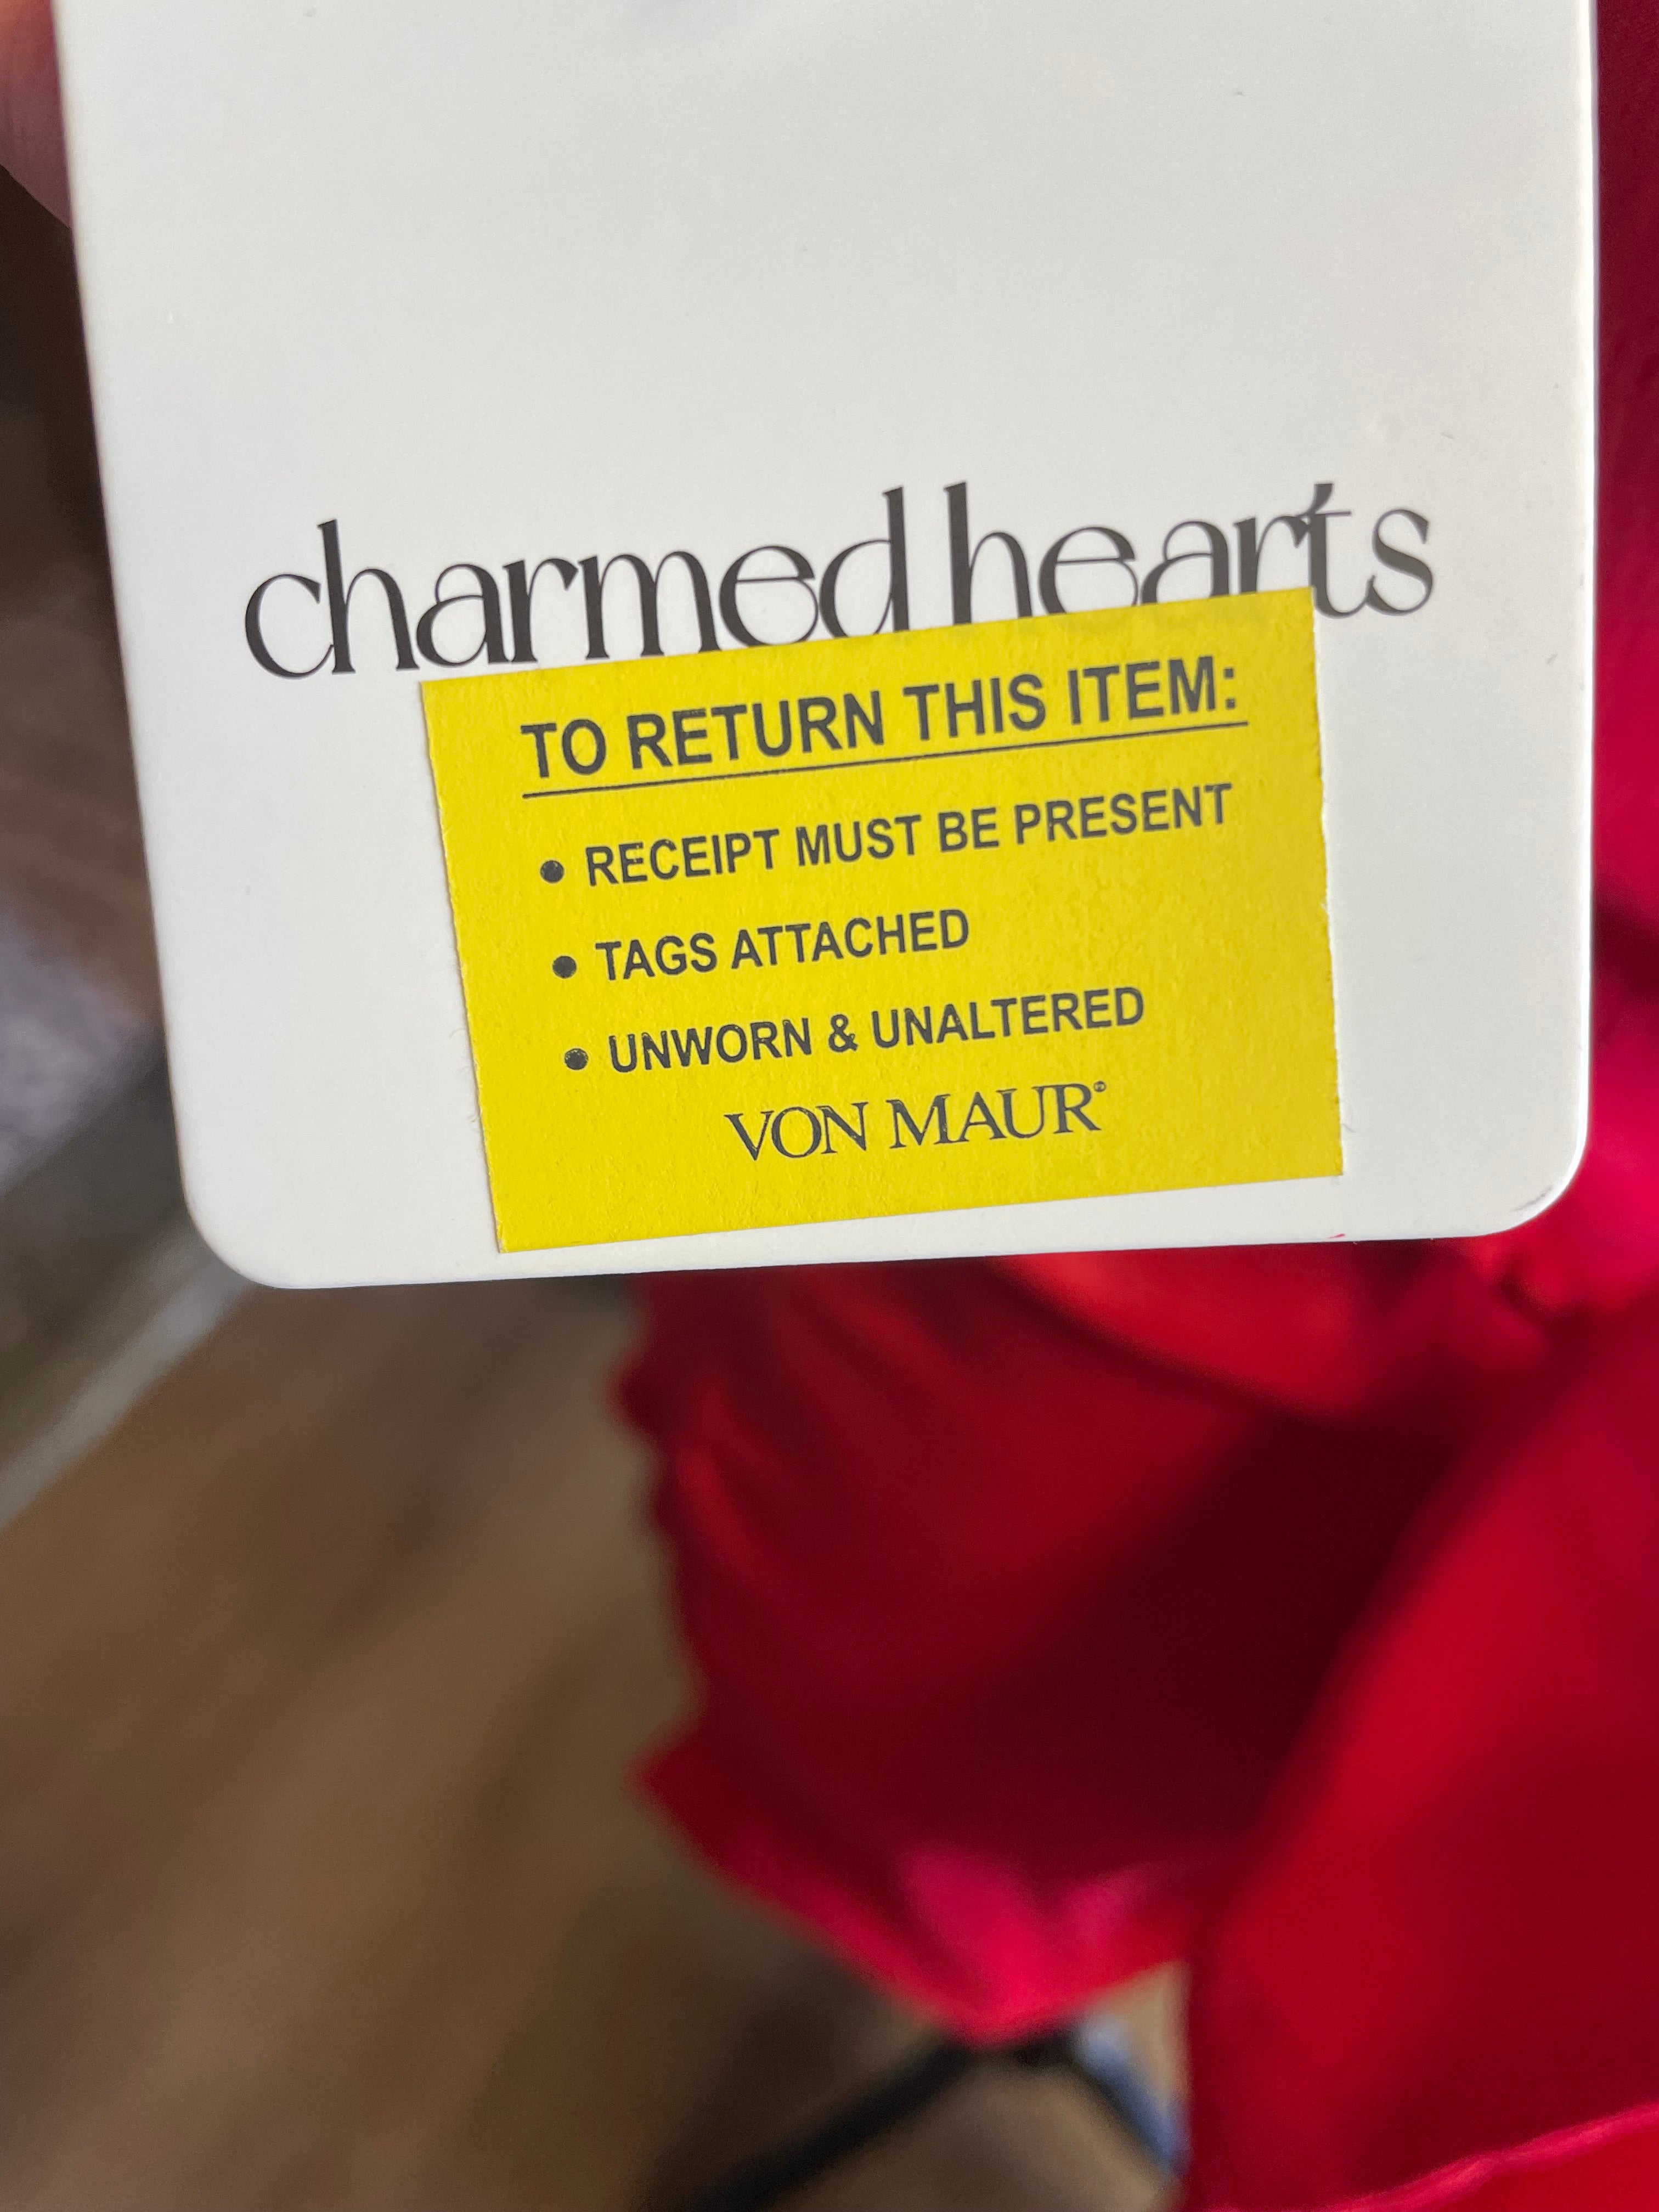 charmed hearts
TO RETURN THIS ITEM:
• RECEIPT MUST BE PRESENT
• TAGS ATTACHED
• UNWORN & UNALTERED
VON MAUR®